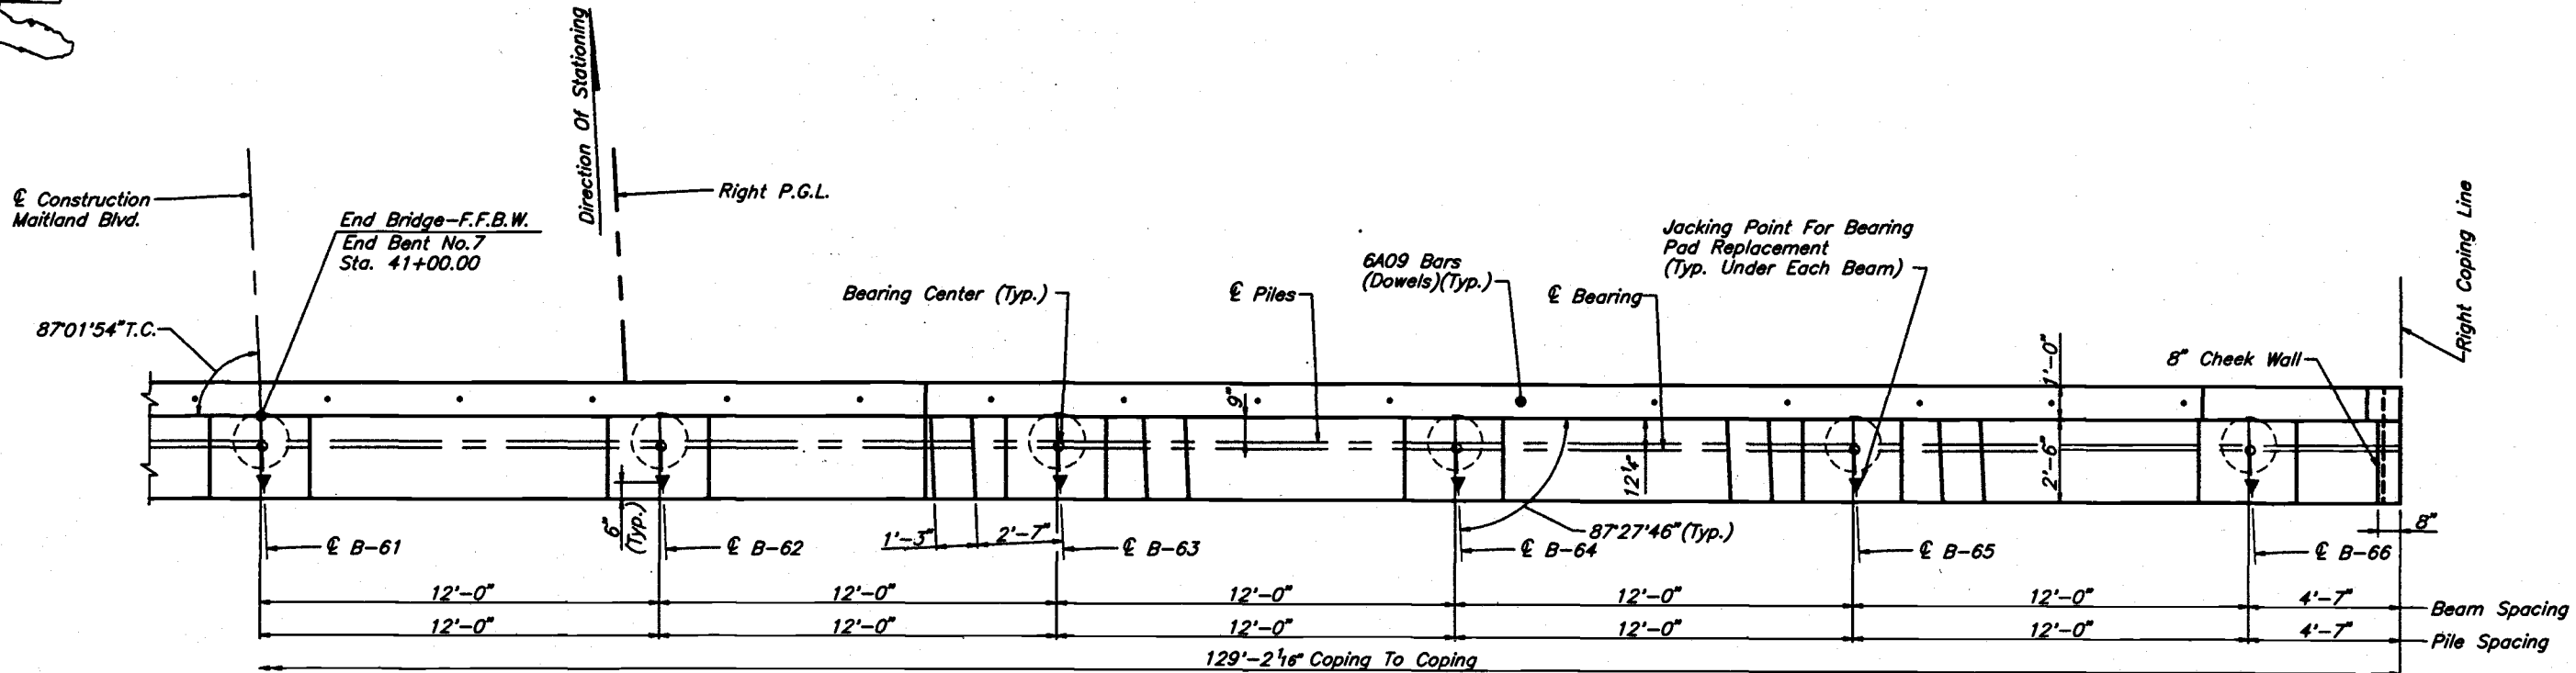 Direction Of Stationing
℄ Construction
Maitland Blvd.
Right P.G.L.
End Bridge-F.F.B.W.
End Bent No.7
Sta. 41+00.00
Jacking Point For Bearing
Pad Replacement
(Typ. Under Each Beam)
6A09 Bars
(Dowels)(Typ.)
Bearing Center (Typ.)
℄ Piles
℄ Bearing
Right Coping Line
87°01'54" T.C.
8" Cheek Wall
1'-0"
9"
12¼"
2'-6"
6"
(Typ.)
1'-3"
2'-7"
87°27'46" (Typ.)
8"
℄ B-61
℄ B-62
℄ B-63
℄ B-64
℄ B-65
℄ B-66
12'-0" 12'-0" 12'-0" 12'-0" 12'-0" 4'-7" Beam Spacing
12'-0" 12'-0" 12'-0" 12'-0" 12'-0" 4'-7" Pile Spacing
129'-2 1/16" Coping To Coping